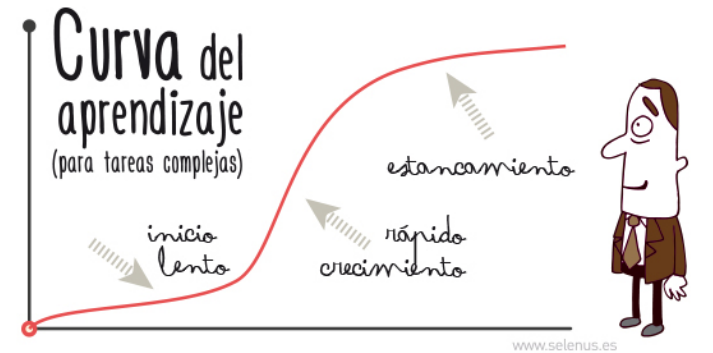 Curva del
aprendizaje
(para tareas complejas)
estancamiento
inicio
lento
rápido
crecimiento
www.selenus.es